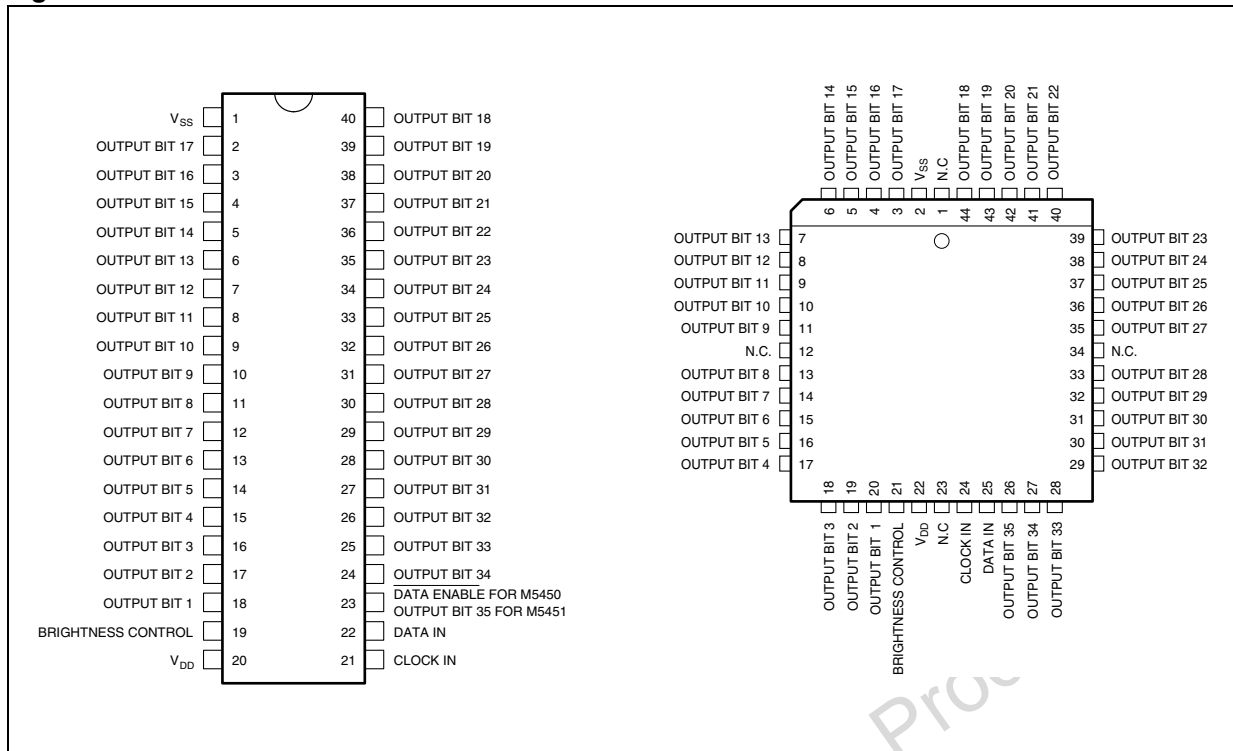 VSS 1 40 OUTPUT BIT 18
OUTPUT BIT 17 2 39 OUTPUT BIT 19
OUTPUT BIT 16 3 38 OUTPUT BIT 20
OUTPUT BIT 15 4 37 OUTPUT BIT 21
OUTPUT BIT 14 5 36 OUTPUT BIT 22
OUTPUT BIT 13 6 35 OUTPUT BIT 23
OUTPUT BIT 12 7 34 OUTPUT BIT 24
OUTPUT BIT 11 8 33 OUTPUT BIT 25
OUTPUT BIT 10 9 32 OUTPUT BIT 26
OUTPUT BIT 9 10 31 OUTPUT BIT 27
OUTPUT BIT 8 11 30 OUTPUT BIT 28
OUTPUT BIT 7 12 29 OUTPUT BIT 29
OUTPUT BIT 6 13 28 OUTPUT BIT 30
OUTPUT BIT 5 14 27 OUTPUT BIT 31
OUTPUT BIT 4 15 26 OUTPUT BIT 32
OUTPUT BIT 3 16 25 OUTPUT BIT 33
OUTPUT BIT 2 17 24 OUTPUT BIT 34
OUTPUT BIT 1 18 23 DATA ENABLE FOR M5450
OUTPUT BIT 35 FOR M5451
BRIGHTNESS CONTROL 19 22 DATA IN
VDD 20 21 CLOCK IN
OUTPUT BIT 14
OUTPUT BIT 15
OUTPUT BIT 16
OUTPUT BIT 17
VSS
N.C
OUTPUT BIT 18
OUTPUT BIT 19
OUTPUT BIT 20
OUTPUT BIT 21
OUTPUT BIT 22
6 5 4 3 2 1 44 43 42 41 40
OUTPUT BIT 13 7 39 OUTPUT BIT 23
OUTPUT BIT 12 8 38 OUTPUT BIT 24
OUTPUT BIT 11 9 37 OUTPUT BIT 25
OUTPUT BIT 10 10 36 OUTPUT BIT 26
OUTPUT BIT 9 11 35 OUTPUT BIT 27
N.C. 12 34 N.C.
OUTPUT BIT 8 13 33 OUTPUT BIT 28
OUTPUT BIT 7 14 32 OUTPUT BIT 29
OUTPUT BIT 6 15 31 OUTPUT BIT 30
OUTPUT BIT 5 16 30 OUTPUT BIT 31
OUTPUT BIT 4 17 29 OUTPUT BIT 32
18 19 20 21 22 23 24 25 26 27 28
OUTPUT BIT 3
OUTPUT BIT 2
OUTPUT BIT 1
BRIGHTNESS CONTROL
VDD
N.C
CLOCK IN
DATA IN
OUTPUT BIT 35
OUTPUT BIT 34
OUTPUT BIT 33